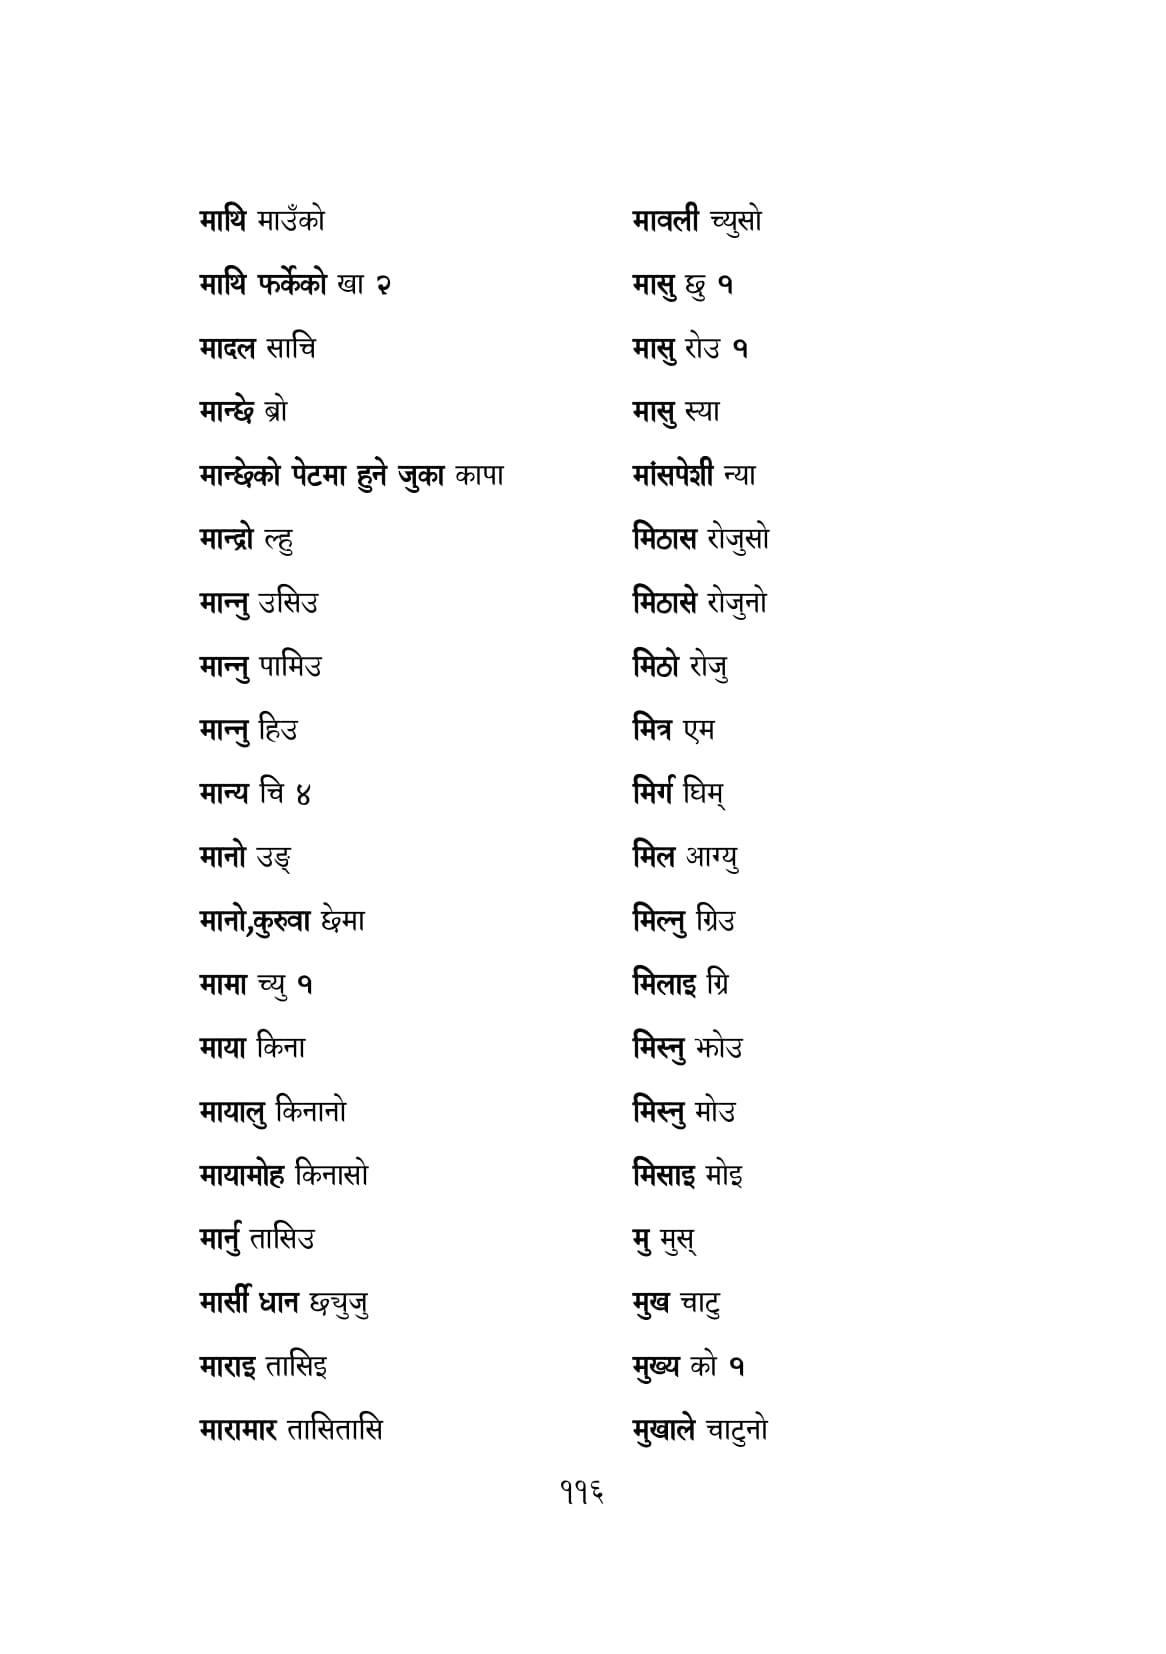 माथि माउँको
माथि फर्केको खा २
मादल साचि
मान्छे ब्रो
मान्छेको पेटमा हुने जुका कापा
मान्द्रो ल्हु
मान्नु उसिउ
मान्नु पामिउ
मान्नु हिउ
मान्य चि ४
मानो उङ्
मानो,कुरुवा छेमा
मामा च्यु १
माया किना
मायालु किनानो
मायामोह किनासो
मार्नु तासिउ
मार्सी धान छ्युजु
माराइ तासिइ
मारामार तासितासि
मावली च्युसो
मासु छु १
मासु रोउ १
मासु स्या
मांसपेशी न्या
मिठास रोजुसो
मिठासे रोजुनो
मिठो रोजु
मित्र एम
मिर्ग घिम्
मिल आग्यु
मिल्नु ग्रिउ
मिलाइ ग्रि
मिस्नु झोउ
मिस्नु मोउ
मिसाइ मोइ
मु मुस्
मुख चाटु
मुख्य को १
मुखाले चाटुनो
११६